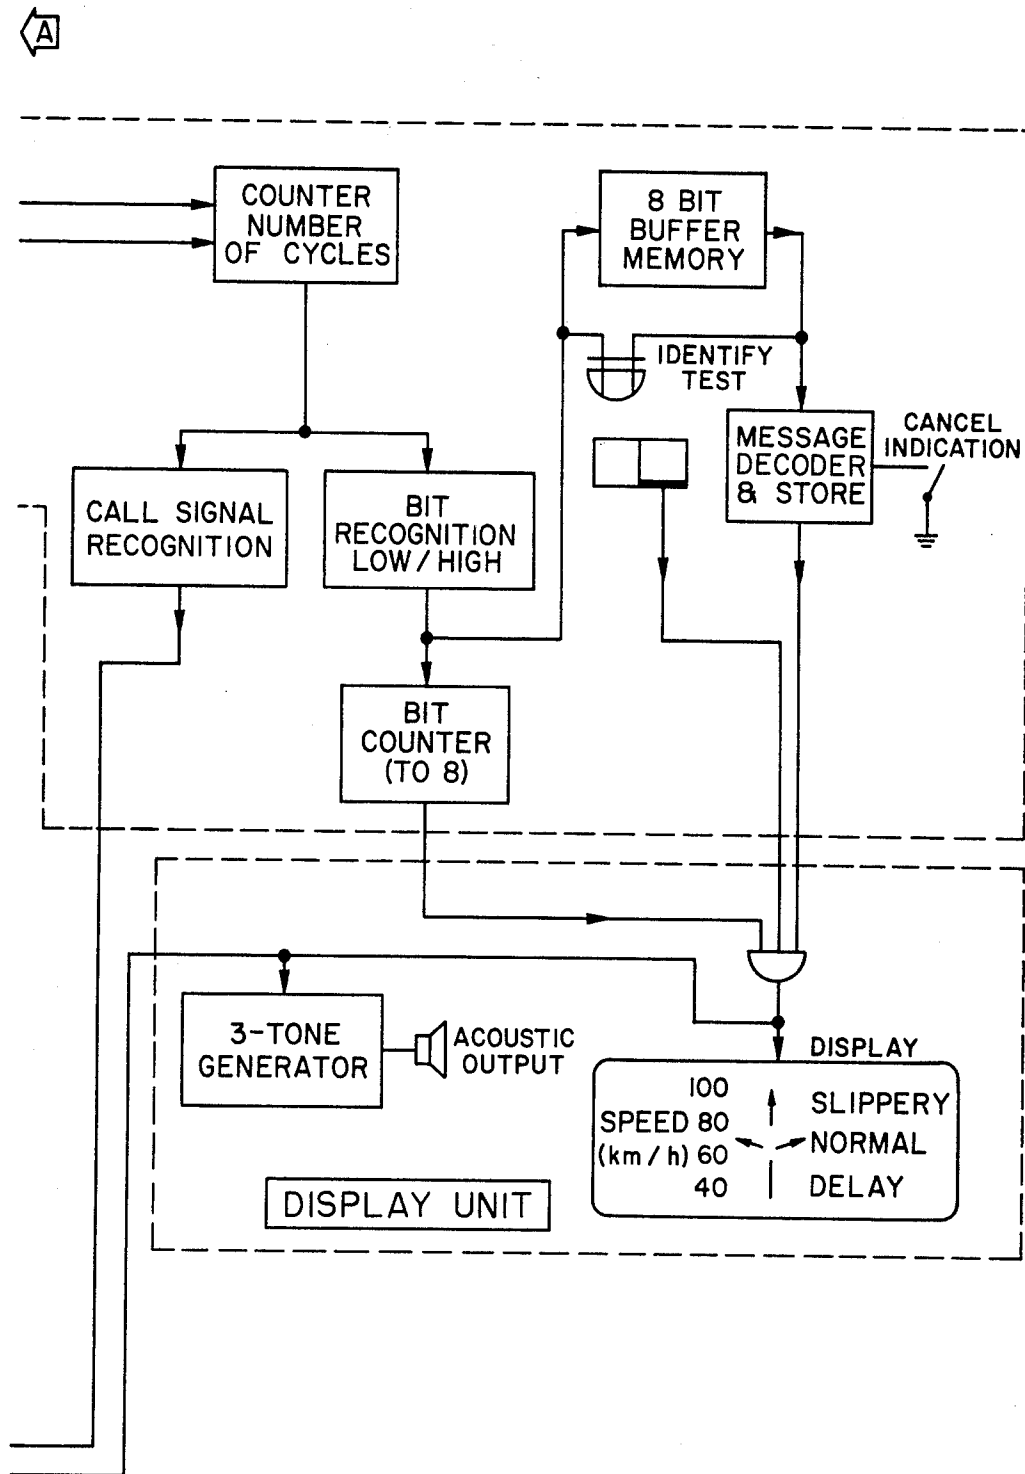 A
COUNTER
NUMBER
OF CYCLES
8 BIT
BUFFER
MEMORY
IDENTIFY
TEST
MESSAGE
DECODER
& STORE
CANCEL
INDICATION
CALL SIGNAL
RECOGNITION
BIT
RECOGNITION
LOW/HIGH
BIT
COUNTER
(TO 8)
3-TONE
GENERATOR
ACOUSTIC
OUTPUT
DISPLAY
100
SPEED 80
(km/h) 60
40
SLIPPERY
NORMAL
DELAY
DISPLAY UNIT